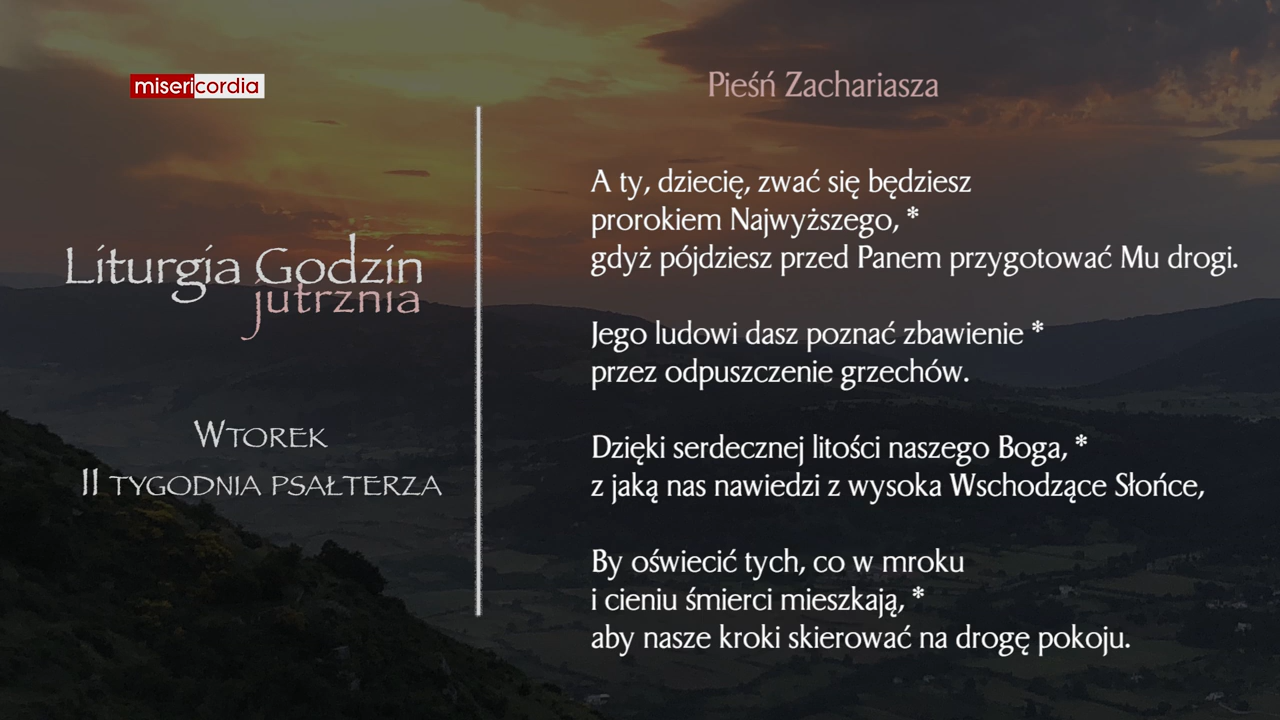 misericordia
Liturgia Godzin
jutrznia
Wtorek
II tygodnia psałterza
Pieśń Zachariasza
A ty, dziecię, zwać się będziesz
prorokiem Najwyższego, *
gdyż pójdziesz przed Panem przygotować Mu drogi.
Jego ludowi dasz poznać zbawienie *
przez odpuszczenie grzechów.
Dzięki serdecznej litości naszego Boga, *
z jaką nas nawiedzi z wysoka Wschodzące Słońce,
By oświecić tych, co w mroku
i cieniu śmierci mieszkają, *
aby nasze kroki skierować na drogę pokoju.